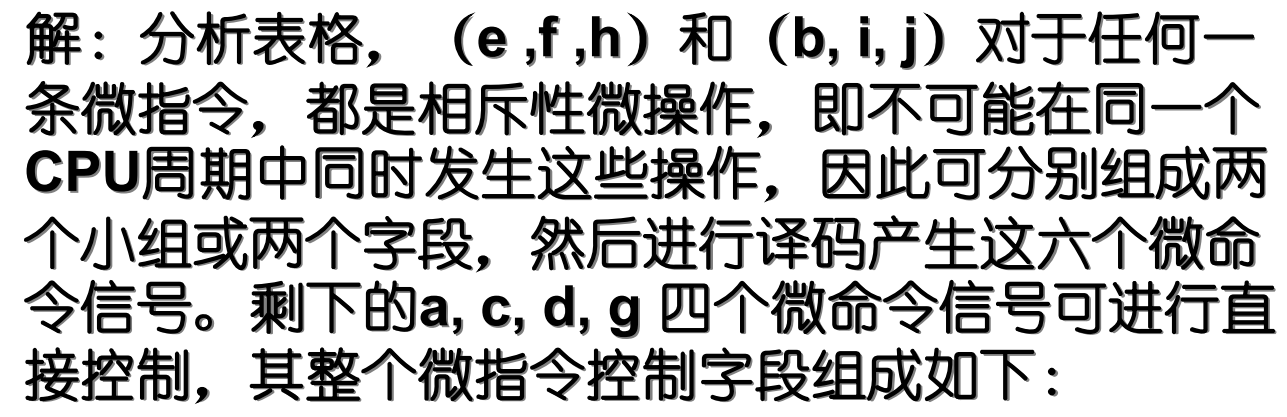 解：分析表格，（e ,f ,h）和（b, i, j）对于任何一
条微指令，都是相斥性微操作，即不可能在同一个
CPU周期中同时发生这些操作，因此可分别组成两
个小组或两个字段，然后进行译码产生这六个微命
令信号。剩下的a, c, d, g 四个微命令信号可进行直
接控制，其整个微指令控制字段组成如下：